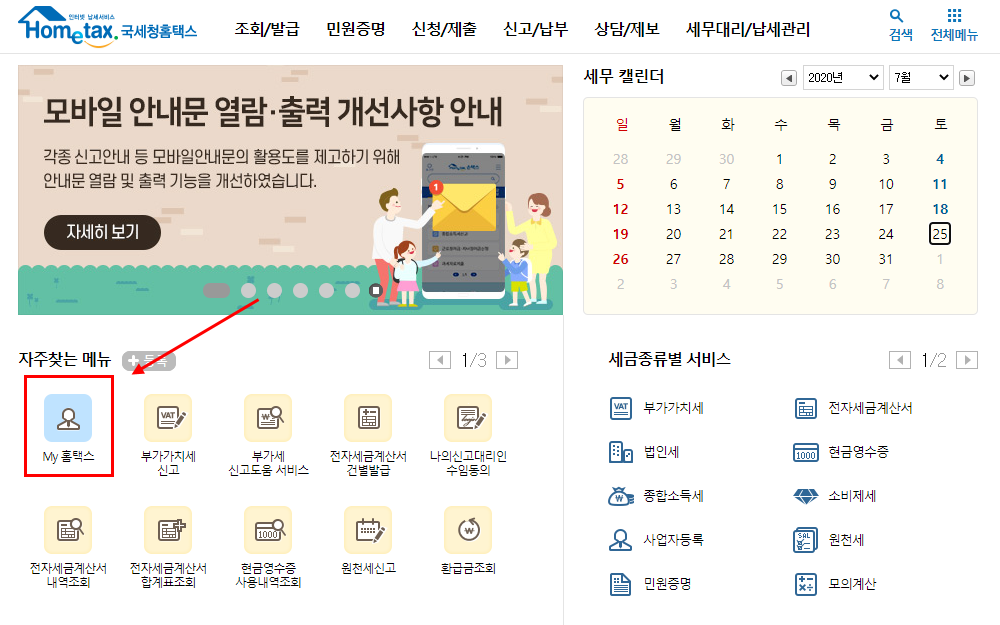 인터넷 납세서비스
Hometax. 국세청홈택스
조회/발급 민원증명 신청/제출 신고/납부 상담/제보 세무대리/납세관리
검색 전체메뉴
모바일 안내문 열람·출력 개선사항 안내
각종 신고안내 등 모바일안내문의 활용도를 제고하기 위해
안내문 열람 및 출력 기능을 개선하였습니다.
자세히 보기
1
세무 캘린더 2020년 7월
일 월 화 수 목 금 토
28 29 30 1 2 3 4
5 6 7 8 9 10 11
12 13 14 15 16 17 18
19 20 21 22 23 24 25
26 27 28 29 30 31 1
2 3 4 5 6 7 8
자주찾는 메뉴 + 등록 1/3
My 홈택스
VAT
부가가치세
신고
부가세
신고도움 서비스
전자세금계산서
건별발급
나의신고대리인
수임동의
전자세금계산서
내역조회
전자세금계산서
합계표조회
1000
현금영수증
사용내역조회
원천세신고
환급금조회
세금종류별 서비스 1/2
VAT 부가가치세 전자세금계산서
법인세 1000 현금영수증
종합소득세 소비제세
사업자등록 SAL 원천세
민원증명 모의계산